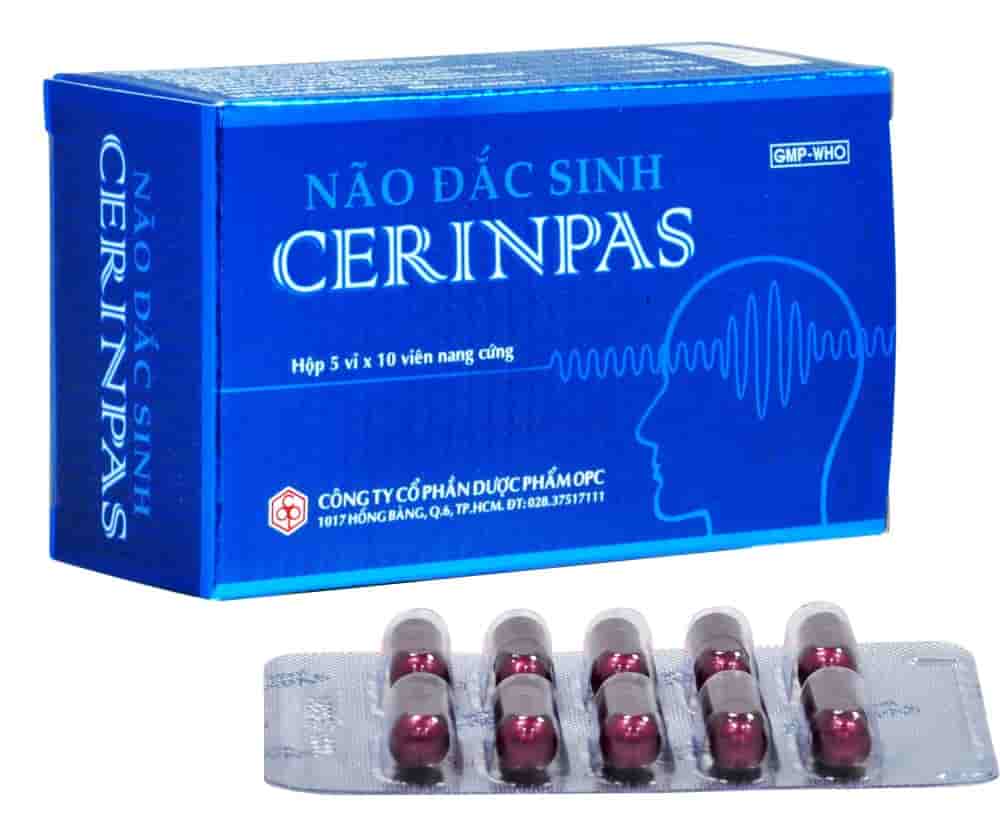 NÃO ĐẮC SINH
CERINPAS
GMP-WHO
Hộp 5 vỉ x 10 viên nang cứng
CÔNG TY CỔ PHẦN DƯỢC PHẨM OPC
1017 HỒNG BÀNG, Q.6, TP.HCM. ĐT: 028.37517111
NÃO ĐẮC SINH
CERINPAS